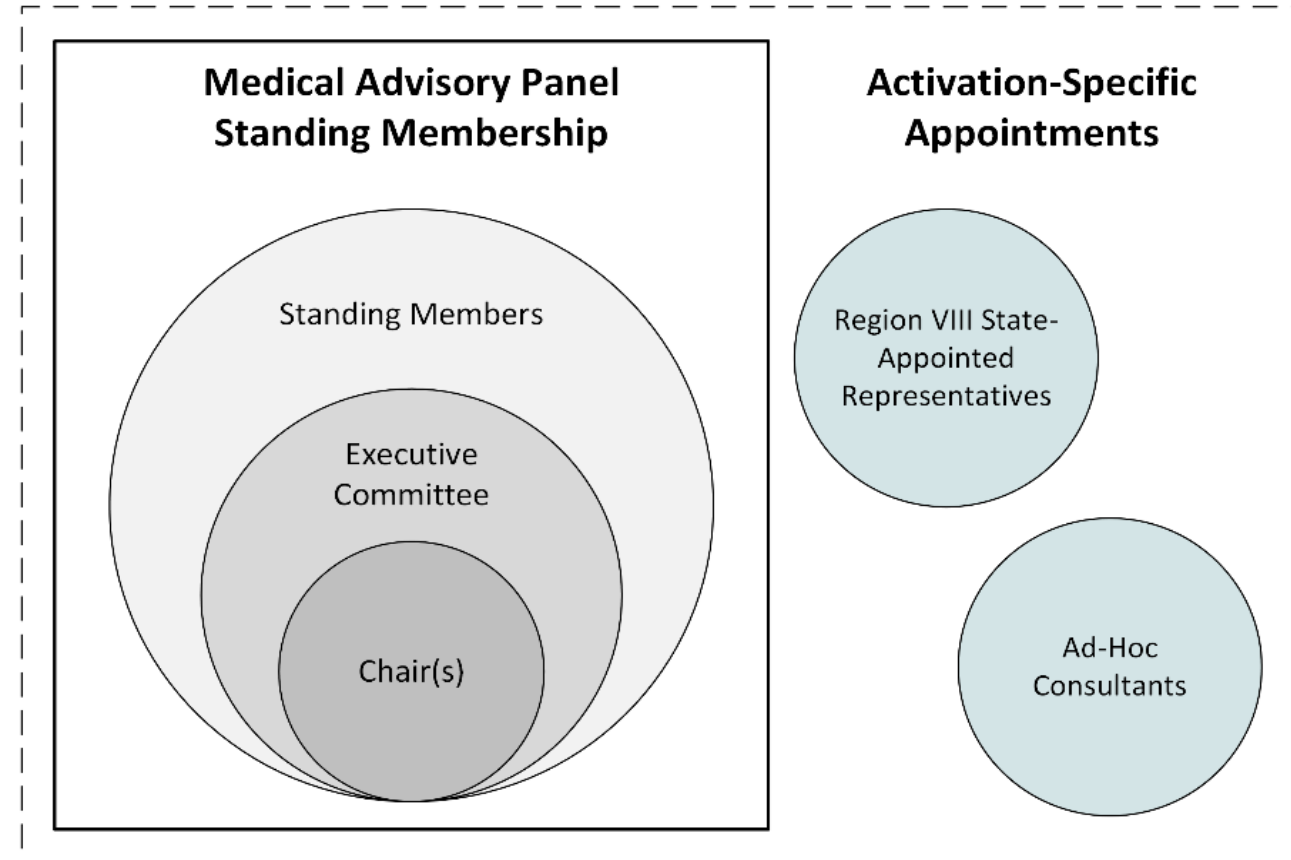 Medical Advisory Panel
Standing Membership
Standing Members
Executive
Committee
Chair(s)
Activation-Specific
Appointments
Region VIII State-
Appointed
Representatives
Ad-Hoc
Consultants